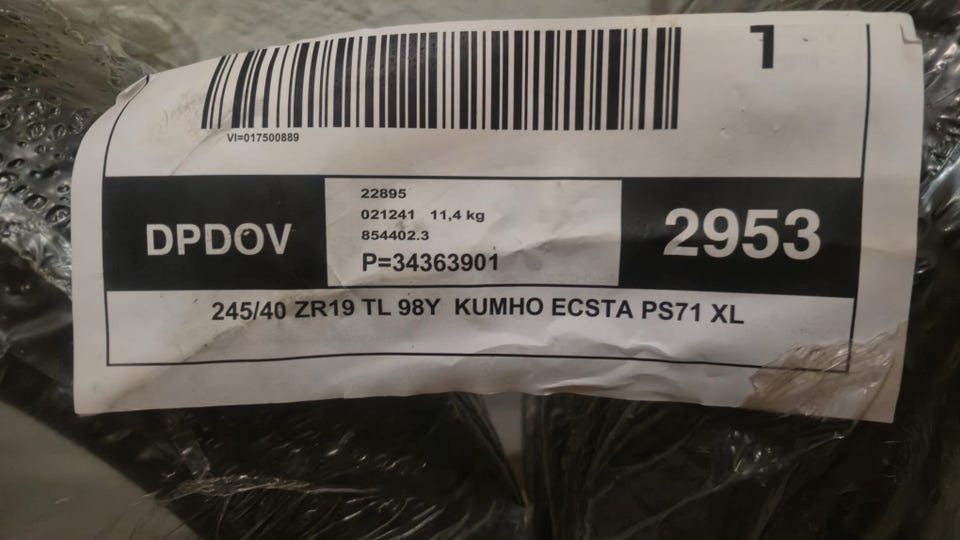 1
VI=017500889
DPDOV
22895
021241 11,4 kg
854402.3
P=34363901
2953
245/40 ZR19 TL 98Y KUMHO ECSTA PS71 XL